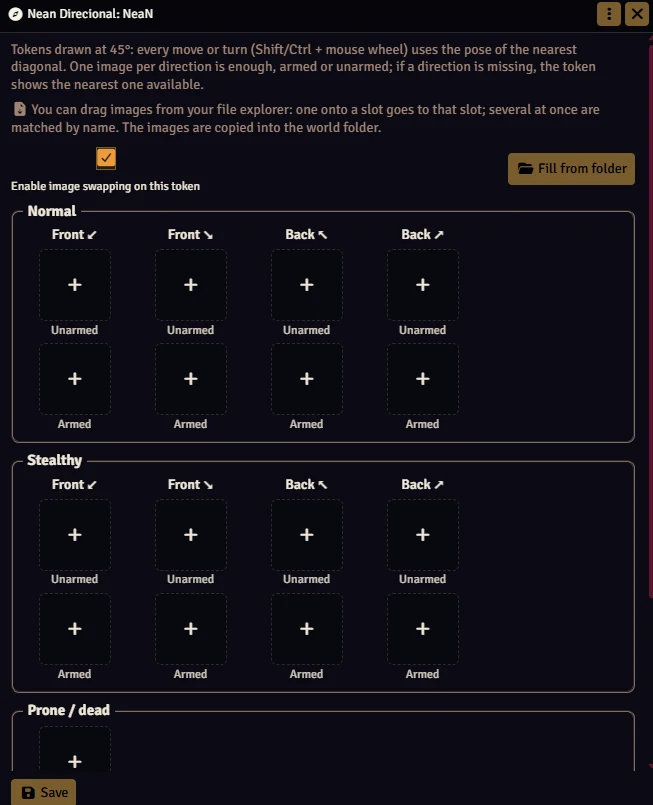 Nean Direcional: NeaN
Tokens drawn at 45°: every move or turn (Shift/Ctrl + mouse wheel) uses the pose of the nearest
diagonal. One image per direction is enough, armed or unarmed; if a direction is missing, the token
shows the nearest one available.
You can drag images from your file explorer: one onto a slot goes to that slot; several at once are
matched by name. The images are copied into the world folder.
Enable image swapping on this token
Fill from folder
Normal
Front ↙ Front ↘ Back ↖ Back ↗
+ + + +
Unarmed Unarmed Unarmed Unarmed
+ + + +
Armed Armed Armed Armed
Stealthy
Front ↙ Front ↘ Back ↖ Back ↗
+ + + +
Unarmed Unarmed Unarmed Unarmed
+ + + +
Armed Armed Armed Armed
Prone / dead
+
Save